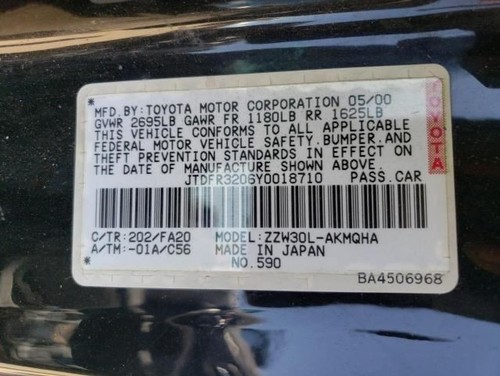 MFD.BY:TOYOTA MOTOR CORPORATION 05/00
GVWR 2695LB GAWR FR 1180LB RR 1625LB
THIS VEHICLE CONFORMS TO ALL APPLICABLE
FEDERAL MOTOR VEHICLE SAFETY.BUMPER.AND
THEFT PREVENTION STANDARDS IN EFFECT ON
THE DATE OF MANUFACTURE SHOWN ABOVE.
JTDFR3206Y0018710 PASS.CAR
TOYOTA
C/TR:202/FA20 MODEL:ZZW30L-AKMQHA
A/TM:-01A/C56 MADE IN JAPAN
NO.590
BA4506968